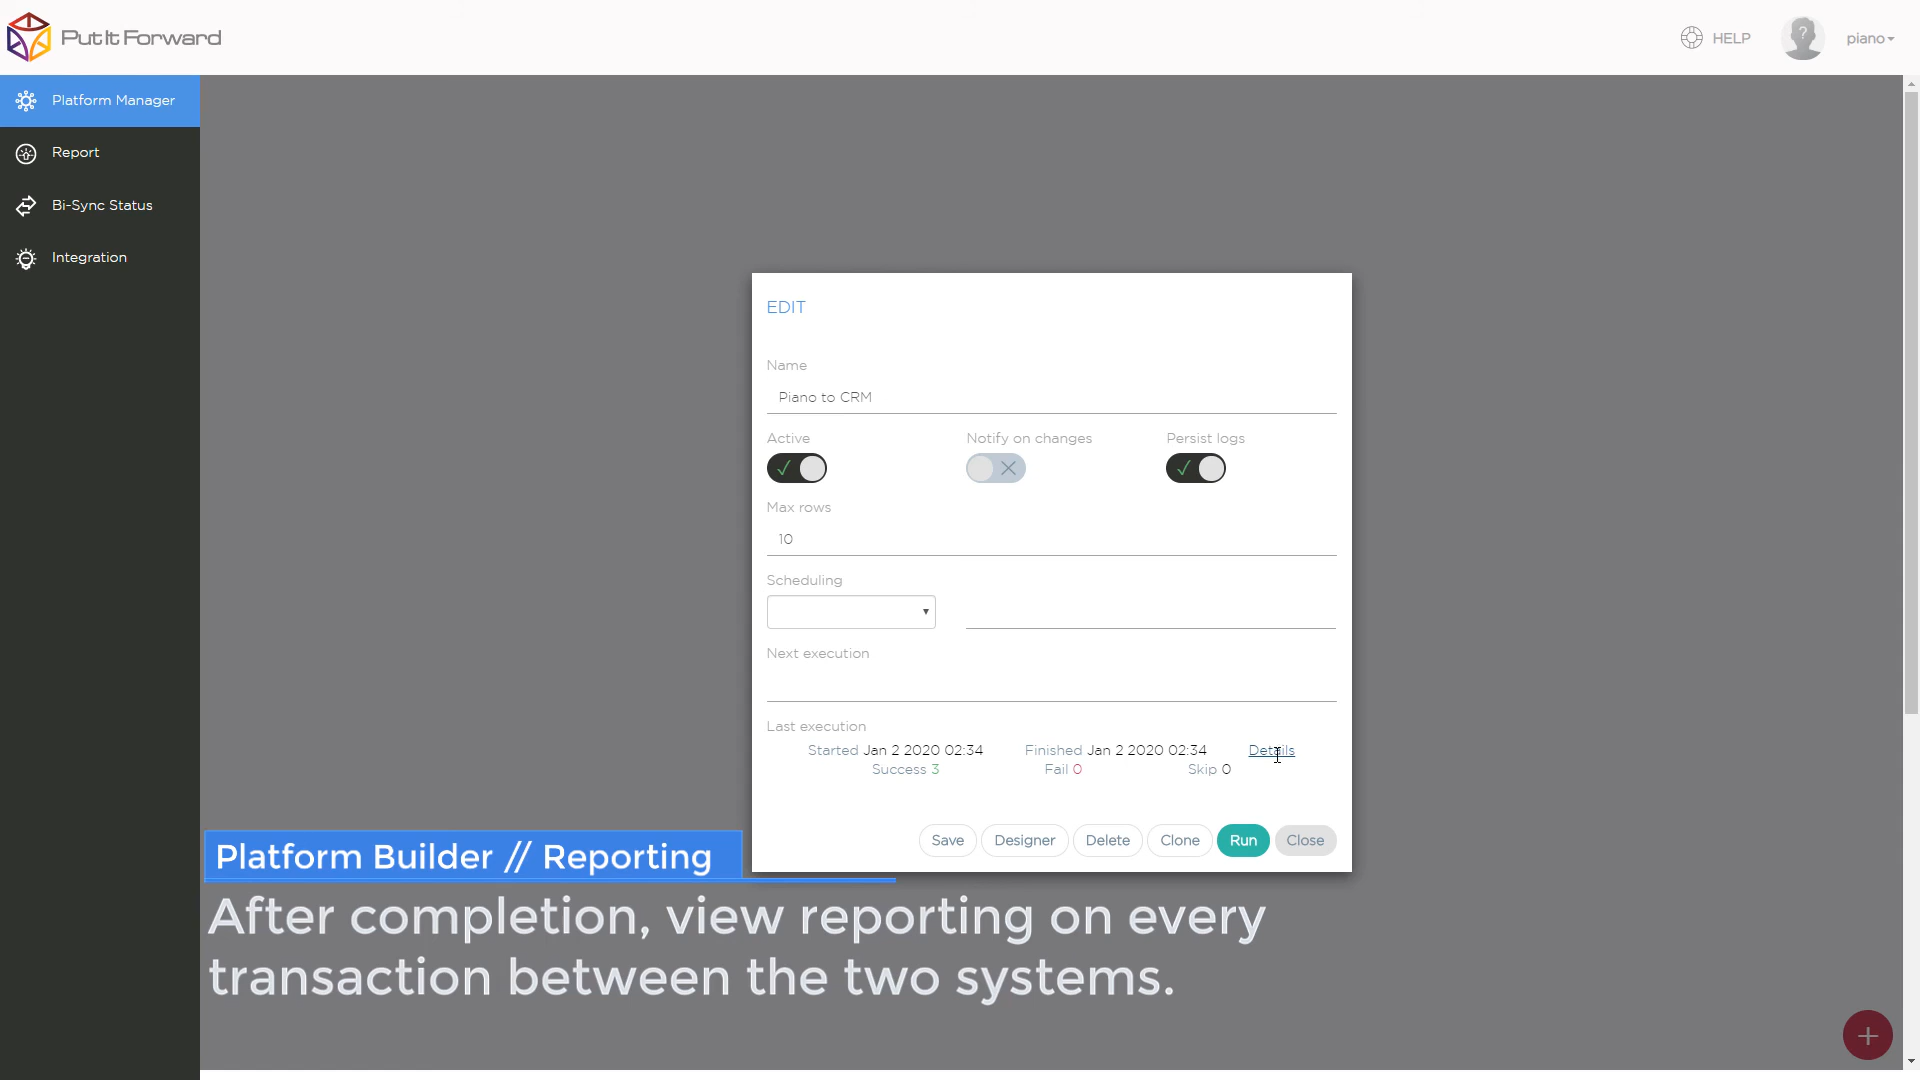 Put It Forward
HELP
piano
Platform Manager
Report
Bi-Sync Status
Integration
EDIT
Name
Piano to CRM
Active Notify on changes Persist logs
Max rows
10
Scheduling
Next execution
Last execution
Started Jan 2 2020 02:34 Finished Jan 2 2020 02:34 Details
Success 3 Fail 0 Skip 0
Save Designer Delete Clone Run Close
Platform Builder // Reporting
After completion, view reporting on every
transaction between the two systems.